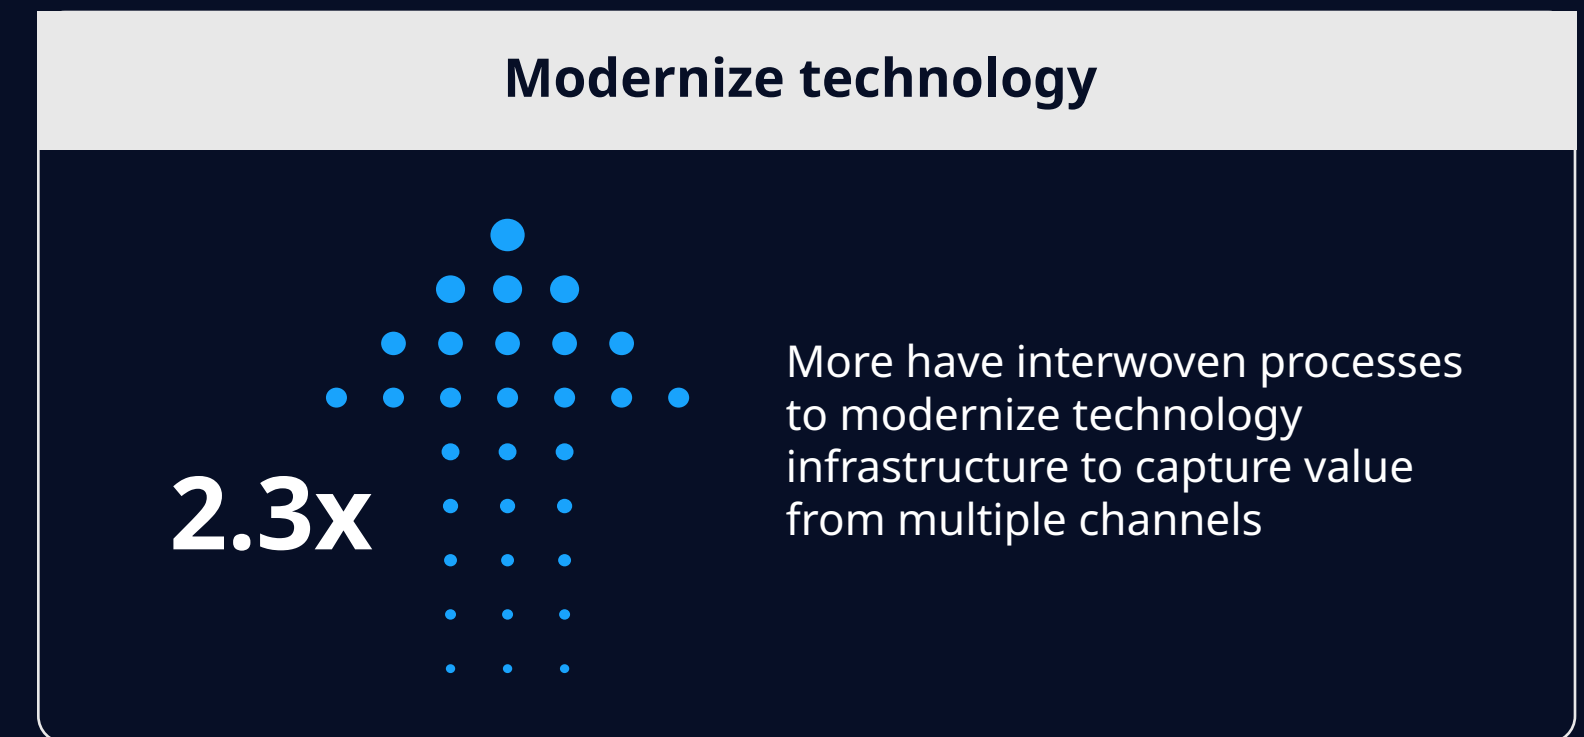 Modernize technology
2.3x
More have interwoven processes
to modernize technology
infrastructure to capture value
from multiple channels